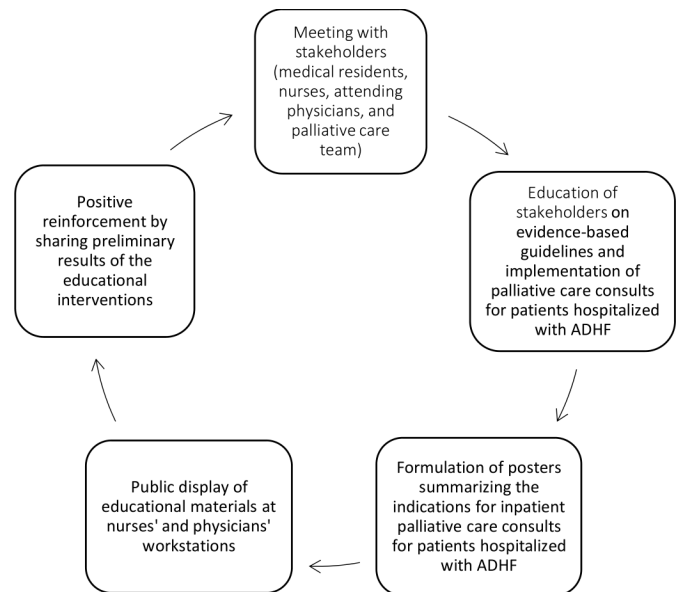 Meeting with
stakeholders
(medical residents,
nurses, attending
physicians, and
palliative care
team)
Education of
stakeholders on
evidence-based
guidelines and
implementation of
palliative care consults
for patients hospitalized
with ADHF
Formulation of posters
summarizing the
indications for inpatient
palliative care consults
for patients hospitalized
with ADHF
Public display of
educational materials at
nurses' and physicians'
workstations
Positive
reinforcement by
sharing preliminary
results of the
educational
interventions